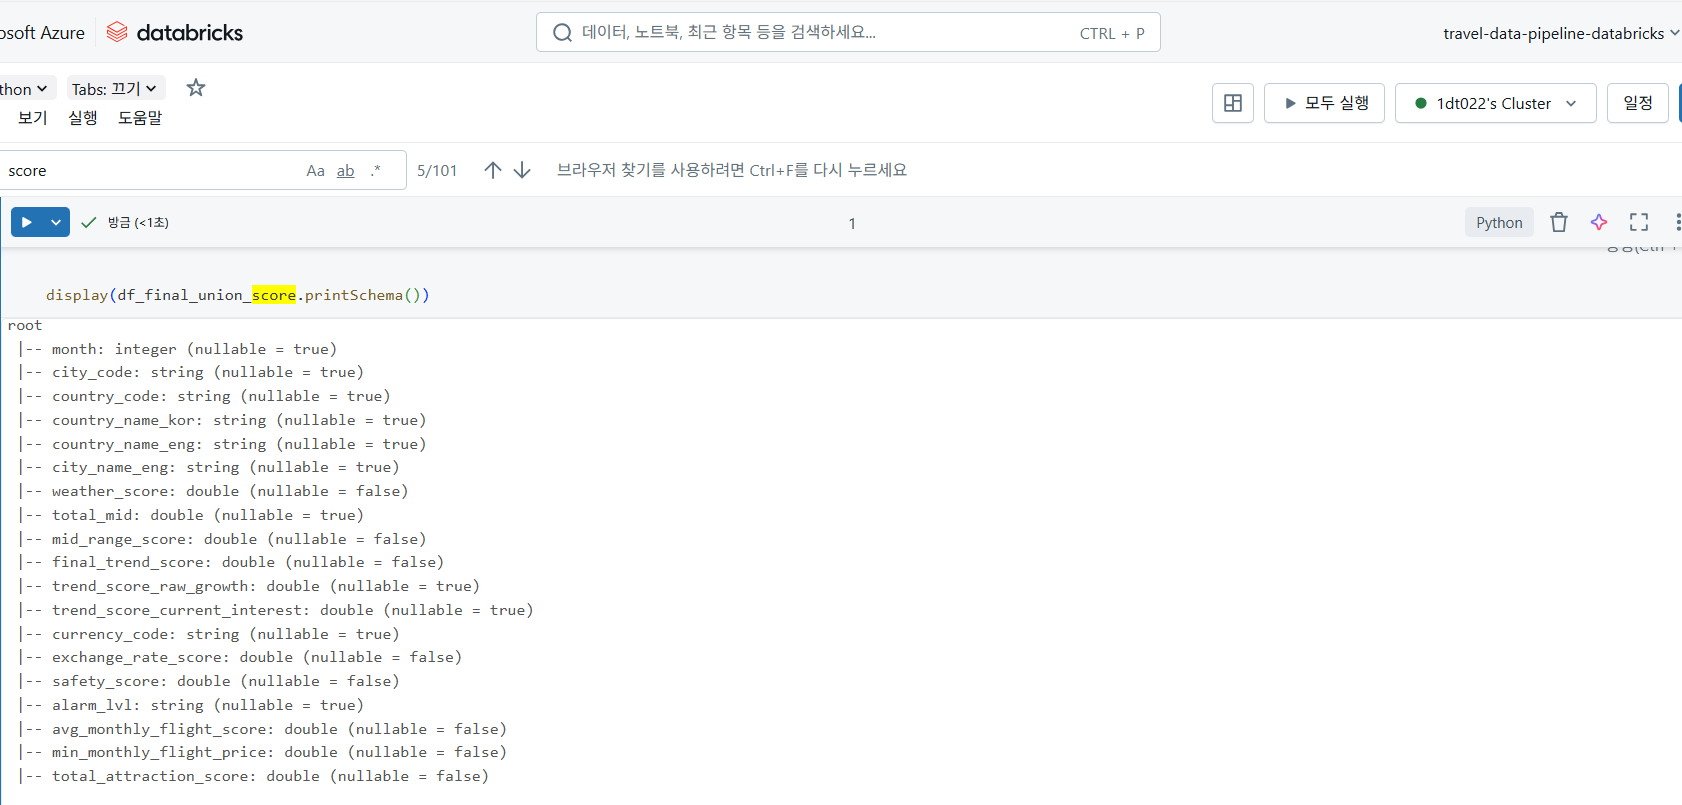 osoft Azure databricks 데이터, 노트북, 최근 항목 등을 검색하세요... CTRL + P travel-data-pipeline-databricks
thon Tabs: 끄기
보기 실행 도움말
모두 실행 1dt022's Cluster 일정
score Aa ab .* 5/101 브라우저 찾기를 사용하려면 Ctrl+F를 다시 누르세요
방금 (<1초) 1 Python
display(df_final_union_score.printSchema())
root
|-- month: integer (nullable = true)
|-- city_code: string (nullable = true)
|-- country_code: string (nullable = true)
|-- country_name_kor: string (nullable = true)
|-- country_name_eng: string (nullable = true)
|-- city_name_eng: string (nullable = true)
|-- weather_score: double (nullable = false)
|-- total_mid: double (nullable = true)
|-- mid_range_score: double (nullable = false)
|-- final_trend_score: double (nullable = false)
|-- trend_score_raw_growth: double (nullable = true)
|-- trend_score_current_interest: double (nullable = true)
|-- currency_code: string (nullable = true)
|-- exchange_rate_score: double (nullable = false)
|-- safety_score: double (nullable = false)
|-- alarm_lvl: string (nullable = true)
|-- avg_monthly_flight_score: double (nullable = false)
|-- min_monthly_flight_price: double (nullable = false)
|-- total_attraction_score: double (nullable = false)